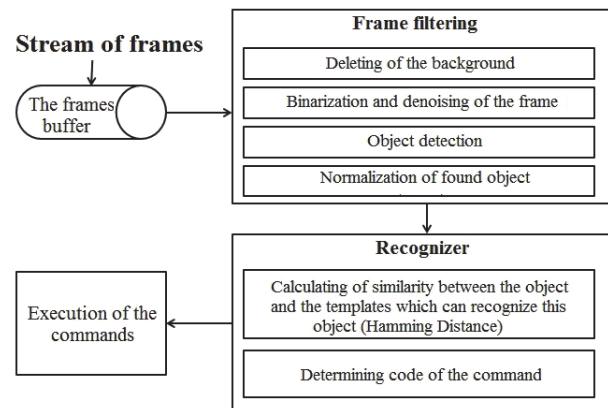 Stream of frames
The frames
buffer
Frame filtering
Deleting of the background
Binarization and denoising of the frame
Object detection
Normalization of found object
Recognizer
Calculating of similarity between the object
and the templates which can recognize this
object (Hamming Distance)
Determining code of the command
Execution of the
commands